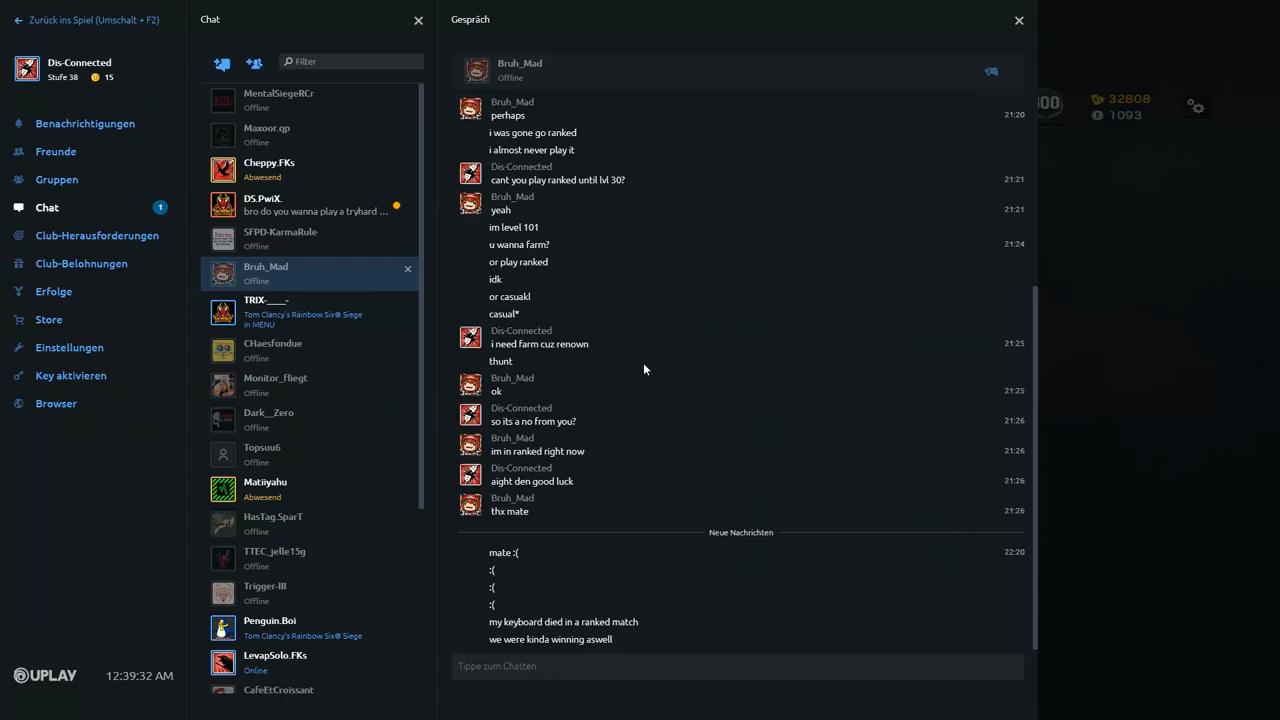 Zurück ins Spiel (Umschalt + F2)
Dis-Connected
Stufe 38 15
Benachrichtigungen
Freunde
Gruppen
Chat 1
Club-Herausforderungen
Club-Belohnungen
Erfolge
Store
Einstellungen
Key aktivieren
Browser
UPLAY 12:39:32 AM
Chat
Filter
MentalSiegeRCr
Offline
Maxoor.qp
Offline
Cheppy.FKs
Abwesend
DS.PwiX.
bro do you wanna play a tryhard ...
SFPD-KarmaRule
Offline
Bruh_Mad
Offline
TRIX-____-
Tom Clancy's Rainbow Six® Siege
in MENU
CHaesfondue
Offline
Monitor_fliegt
Offline
Dark__Zero
Offline
Topsuu6
Offline
Matiiyahu
Abwesend
HasTag.SparT
Offline
TTEC_jelle15g
Offline
Trigger-III
Offline
Penguin.Boi
Tom Clancy's Rainbow Six® Siege
LevapSolo.FKs
Online
CafeEtCroissant
Gespräch
Bruh_Mad
Offline
Bruh_Mad
perhaps 21:20
i was gone go ranked
i almost never play it
Dis-Connected
cant you play ranked until lvl 30? 21:21
Bruh_Mad
yeah 21:21
im level 101
u wanna farm? 21:24
or play ranked
idk
or casuakl
casual*
Dis-Connected
i need farm cuz renown 21:25
thunt
Bruh_Mad
ok 21:25
Dis-Connected
so its a no from you? 21:26
Bruh_Mad
im in ranked right now 21:26
Dis-Connected
aight den good luck 21:26
Bruh_Mad
thx mate 21:26
Neue Nachrichten
mate :( 22:20
:(
:(
:(
my keyboard died in a ranked match
we were kinda winning aswell
Tippe zum Chatten
32808
1093